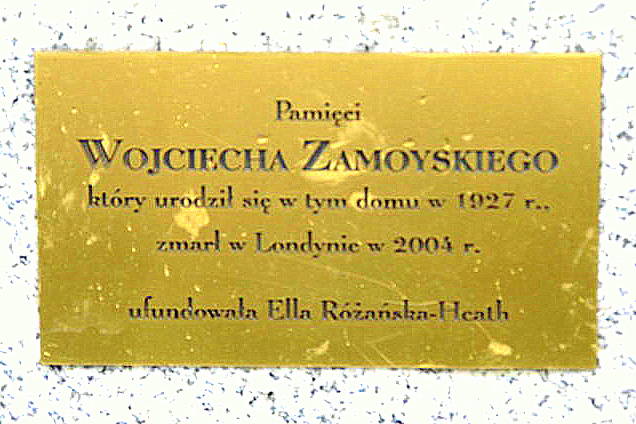 Pamięci
WOJCIECHA ZAMOYSKIEGO
który urodził się w tym domu w 1927 r.,
zmarł w Londynie w 2004 r.
ufundowała Ella Różańska-Heath